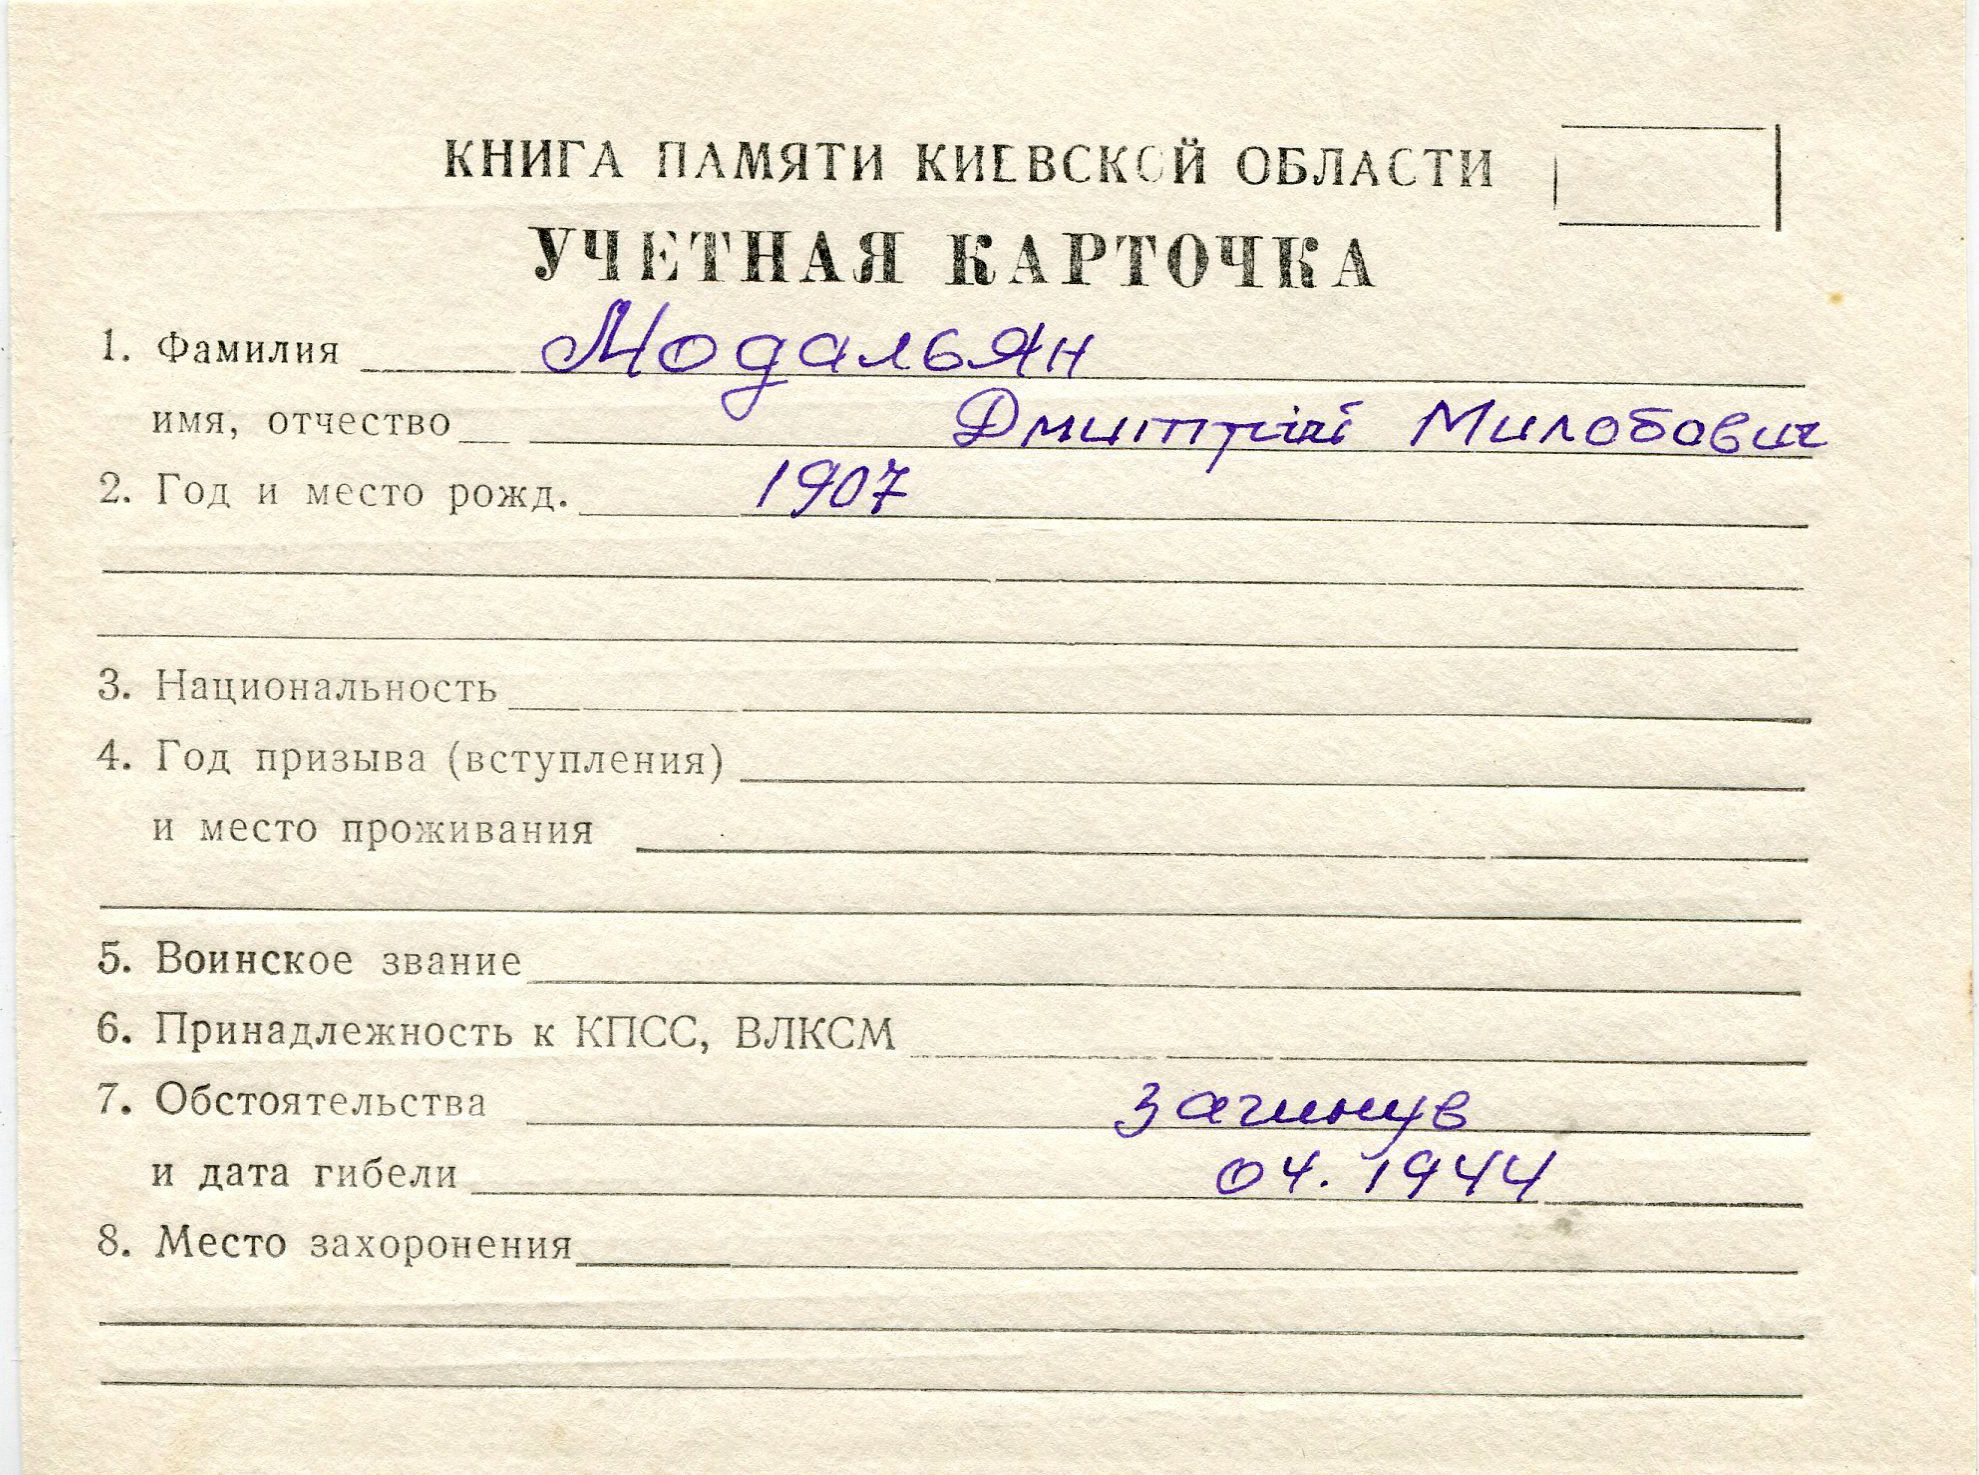 КНИГА ПАМЯТИ КИЕВСКОЙ ОБЛАСТИ
УЧЕТНАЯ КАРТОЧКА
1. Фамилия Модальян
имя, отчество Дмитрій Милобович
2. Год и место рожд. 1907
3. Национальность
4. Год призыва (вступления)
и место проживания
5. Воинское звание
6. Принадлежность к КПСС, ВЛКСМ
7. Обстоятельства загинув
и дата гибели 04.1944
8. Место захоронения